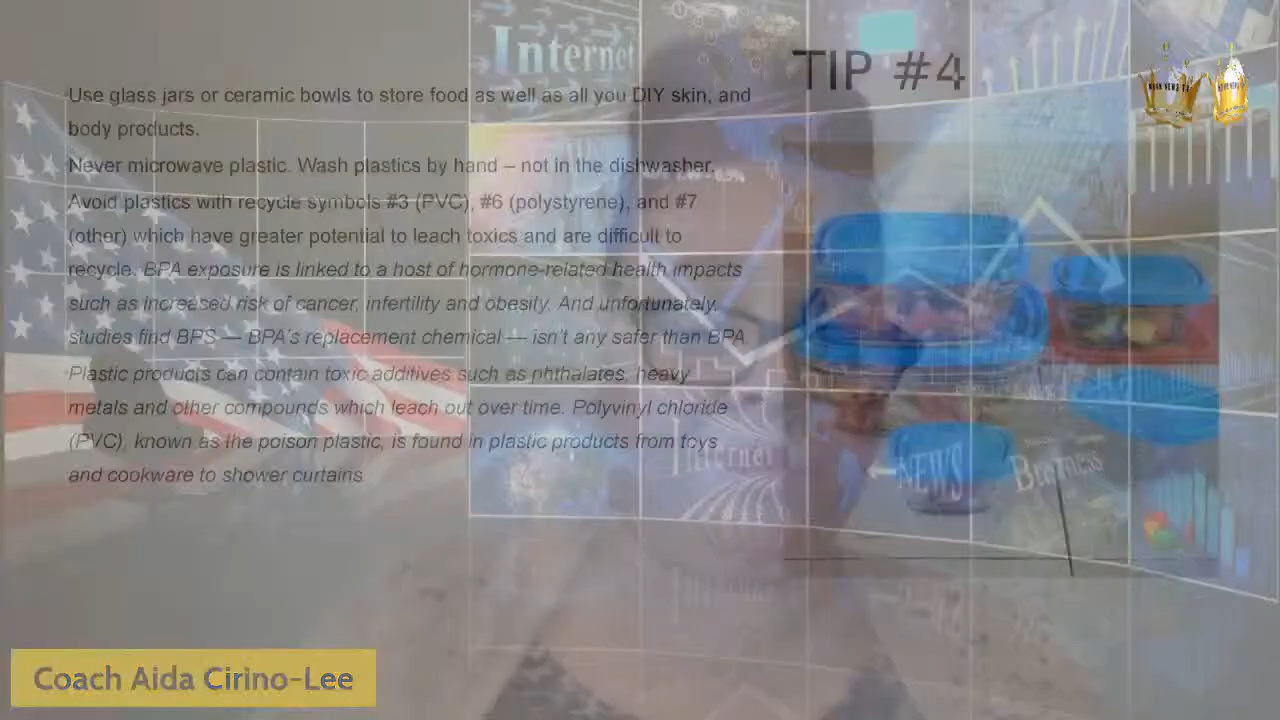 Internet
TIP #4
Use glass jars or ceramic bowls to store food as well as all you DIY skin, and
body products.
Never microwave plastic. Wash plastics by hand – not in the dishwasher.
Avoid plastics with recycle symbols #3 (PVC), #6 (polystyrene), and #7
(other) which have greater potential to leach toxics and are difficult to
recycle. BPA exposure is linked to a host of hormone-related health impacts
such as increased risk of cancer, infertility and obesity. And unfortunately,
studies find BPS — BPA's replacement chemical — isn't any safer than BPA.
Plastic products can contain toxic additives such as phthalates, heavy
metals and other compounds which leach out over time. Polyvinyl chloride
(PVC), known as the poison plastic, is found in plastic products from toys
and cookware to shower curtains.
Internet
NEWS
Business
Coach Aida Cirino-Lee